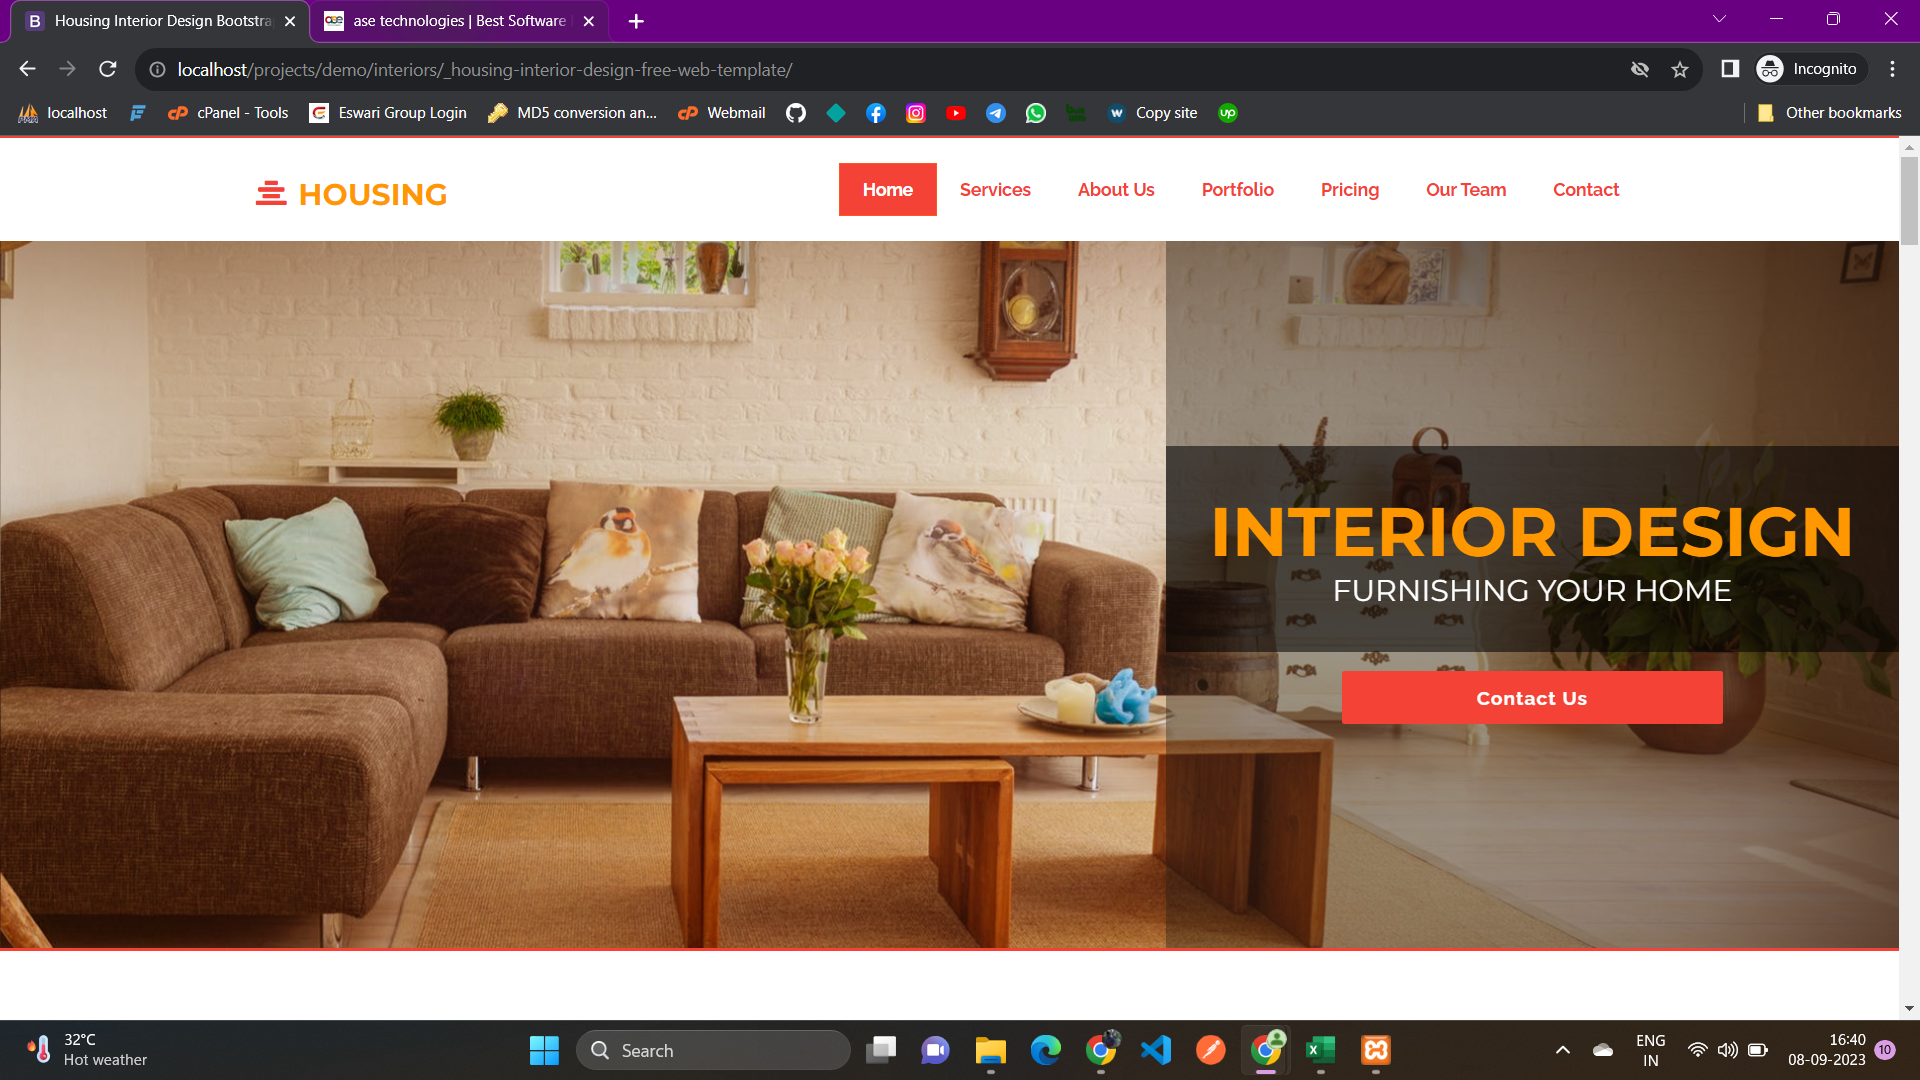 Housing Interior Design Bootstra
ase technologies | Best Software
localhost/projects/demo/interiors/_housing-interior-design-free-web-template/
Incognito
localhost
cPanel - Tools
Eswari Group Login
MD5 conversion an...
Webmail
Copy site
Other bookmarks
HOUSING
Home
Services
About Us
Portfolio
Pricing
Our Team
Contact
INTERIOR DESIGN
FURNISHING YOUR HOME
Contact Us
32°C
Hot weather
Search
ENG
IN
16:40
08-09-2023
10